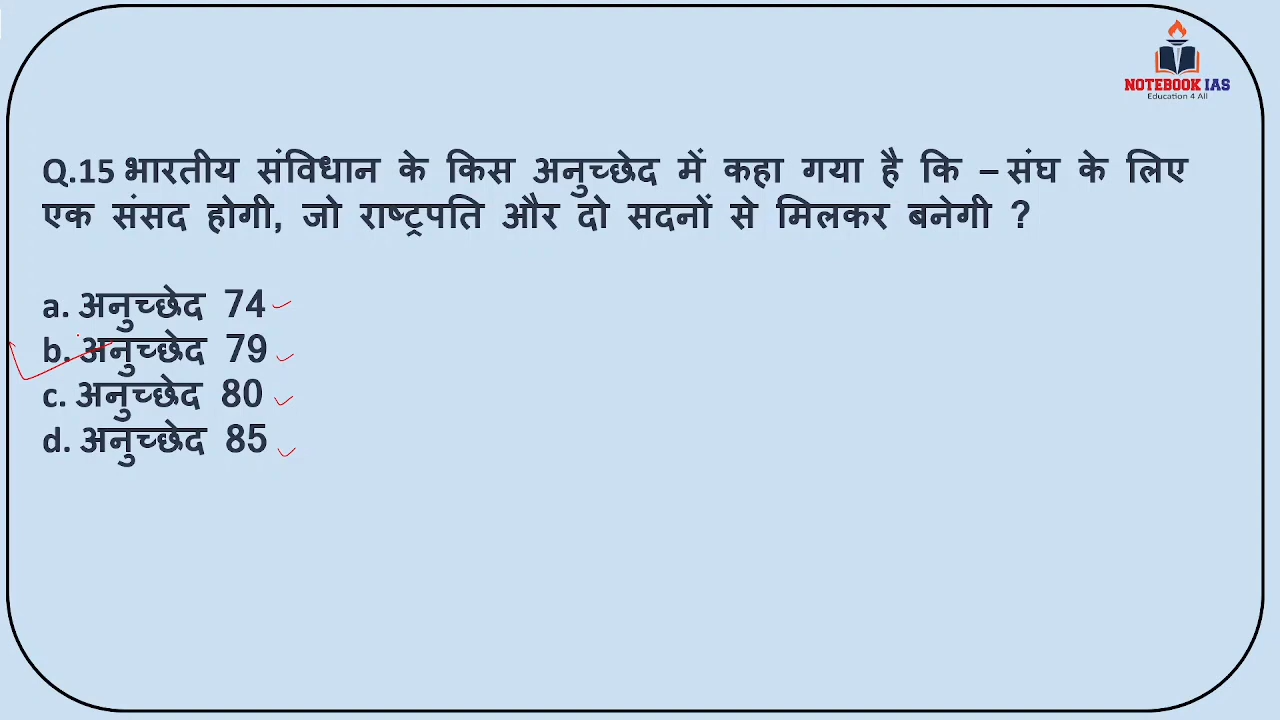 NOTEBOOK IAS
Education 4 All
Q.15 भारतीय संविधान के किस अनुच्छेद में कहा गया है कि – संघ के लिए
एक संसद होगी, जो राष्ट्रपति और दो सदनों से मिलकर बनेगी ?
a. अनुच्छेद 74
b. अनुच्छेद 79
c. अनुच्छेद 80
d. अनुच्छेद 85